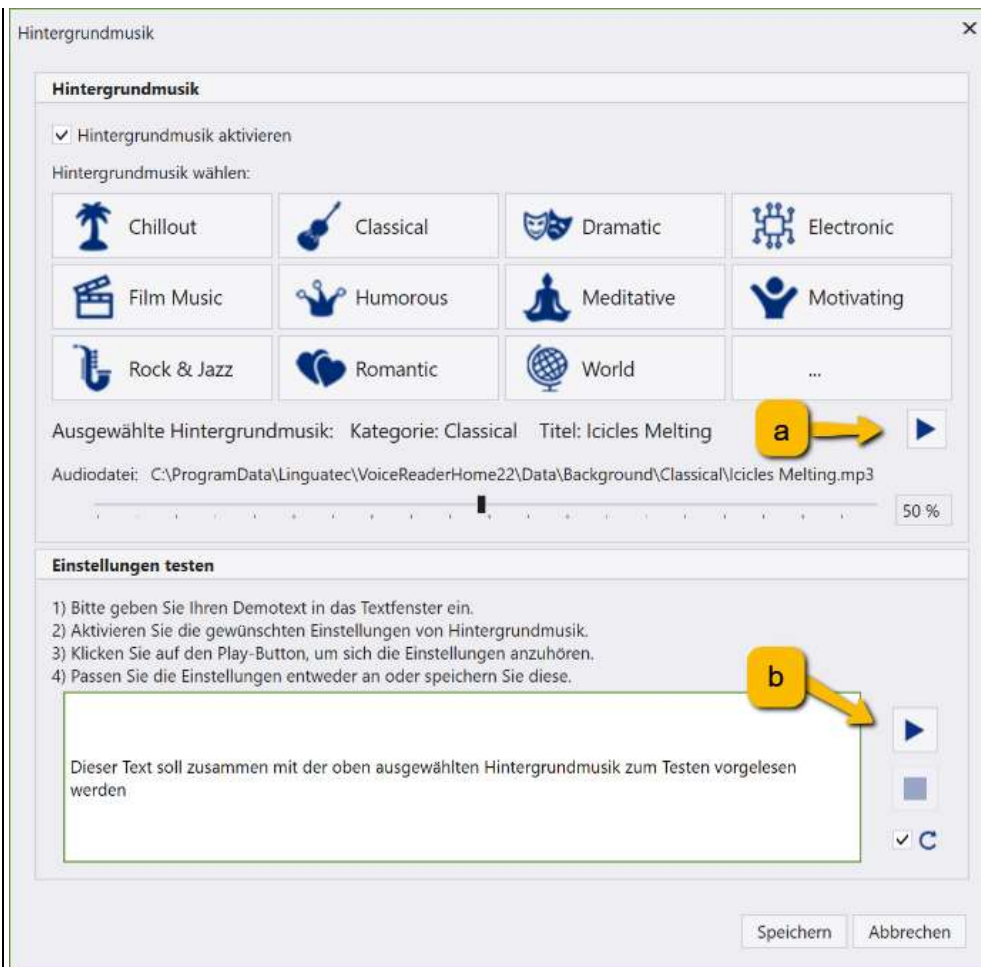 Hintergrundmusik
Hintergrundmusik
Hintergrundmusik aktivieren
Hintergrundmusik wählen:
Chillout
Classical
Dramatic
Electronic
Film Music
Humorous
Meditative
Motivating
Rock & Jazz
Romantic
World
...
Ausgewählte Hintergrundmusik: Kategorie: Classical Titel: Icicles Melting
a
Audiodatei: C:\ProgramData\Linguatec\VoiceReaderHome22\Data\Background\Classical\Icicles Melting.mp3
50 %
Einstellungen testen
1) Bitte geben Sie Ihren Demotext in das Textfenster ein.
2) Aktivieren Sie die gewünschten Einstellungen von Hintergrundmusik.
3) Klicken Sie auf den Play-Button, um sich die Einstellungen anzuhören.
4) Passen Sie die Einstellungen entweder an oder speichern Sie diese.
b
Dieser Text soll zusammen mit der oben ausgewählten Hintergrundmusik zum Testen vorgelesen
werden
Speichern
Abbrechen